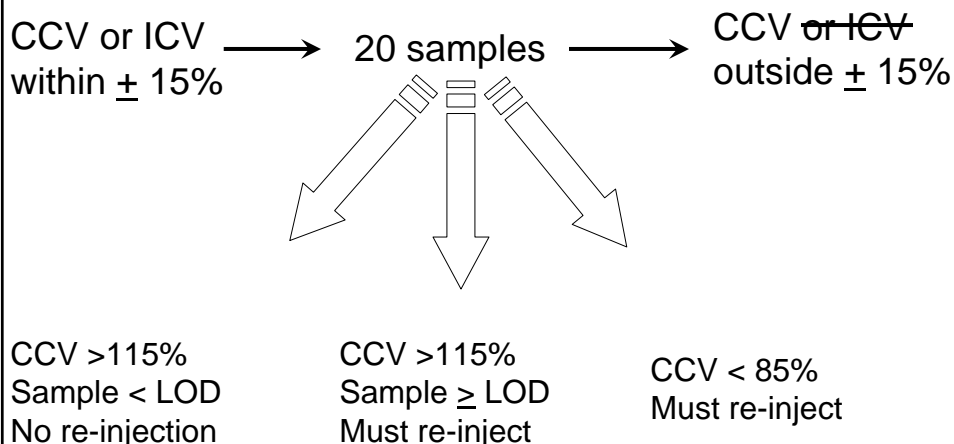 CCV or ICV
within ± 15%
20 samples
CCV or ICV
outside ± 15%
CCV >115%
Sample < LOD
No re-injection
CCV >115%
Sample ≥ LOD
Must re-inject
CCV < 85%
Must re-inject